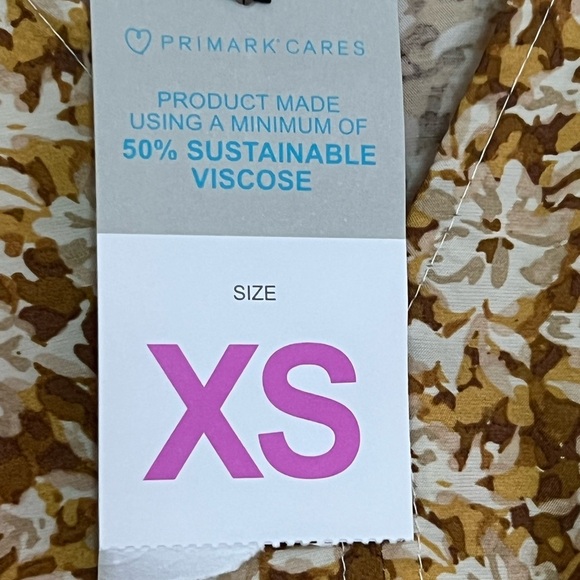 PRIMARK® CARES
PRODUCT MADE
USING A MINIMUM OF
50% SUSTAINABLE
VISCOSE
SIZE
XS